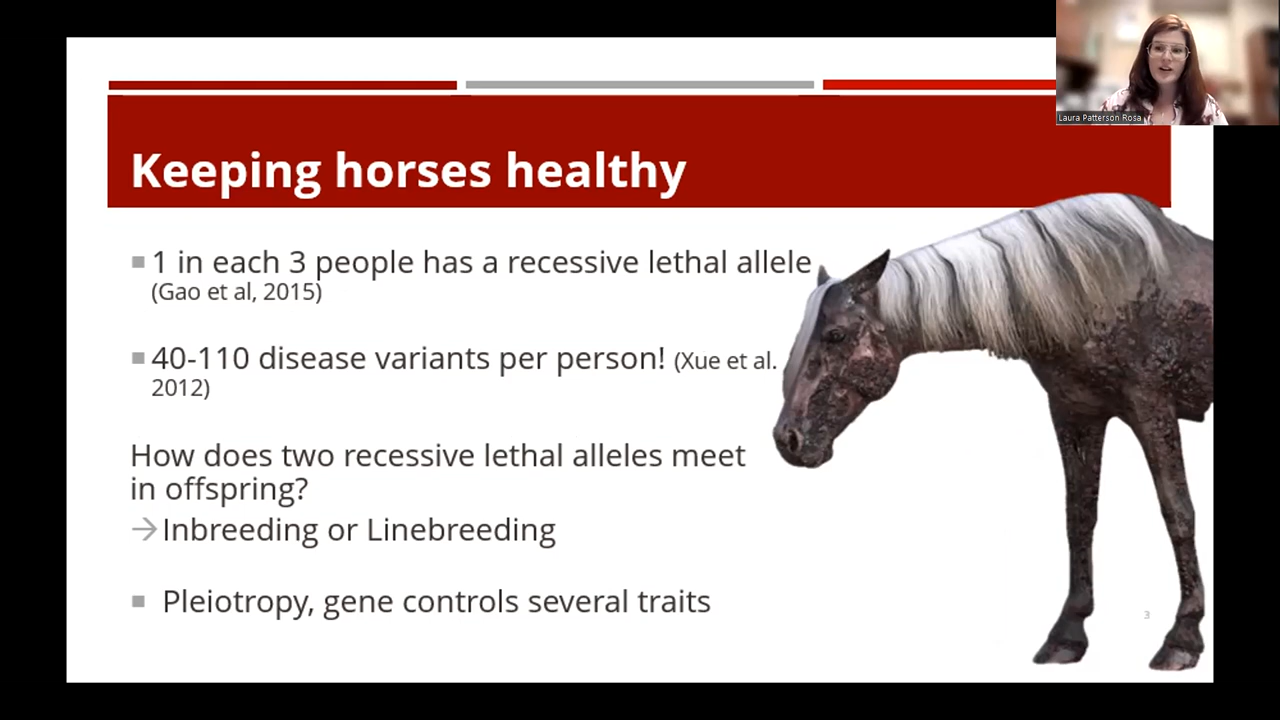 Laura Patterson Rosa
Keeping horses healthy
1 in each 3 people has a recessive lethal allele
(Gao et al, 2015)
40-110 disease variants per person! (Xue et al.
2012)
How does two recessive lethal alleles meet
in offspring?
→Inbreeding or Linebreeding
Pleiotropy, gene controls several traits
3